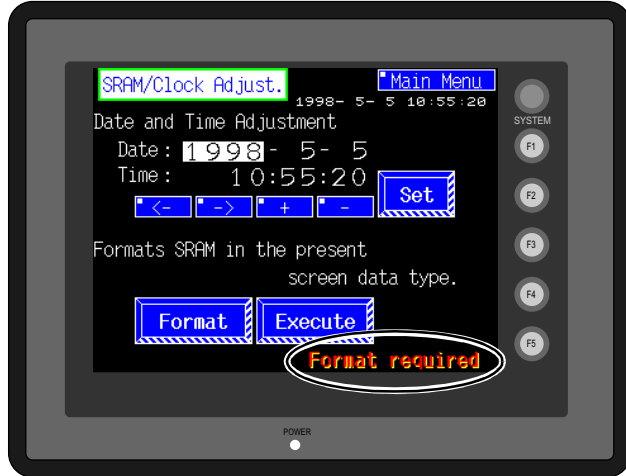 SRAM/Clock Adjust.
Main Menu
1998- 5- 5 10:55:20
Date and Time Adjustment
Date: 1998- 5- 5
Time: 10:55:20
<- -> + -
Set
Formats SRAM in the present
screen data type.
Format Execute
Format required
SYSTEM
F1
F2
F3
F4
F5
POWER